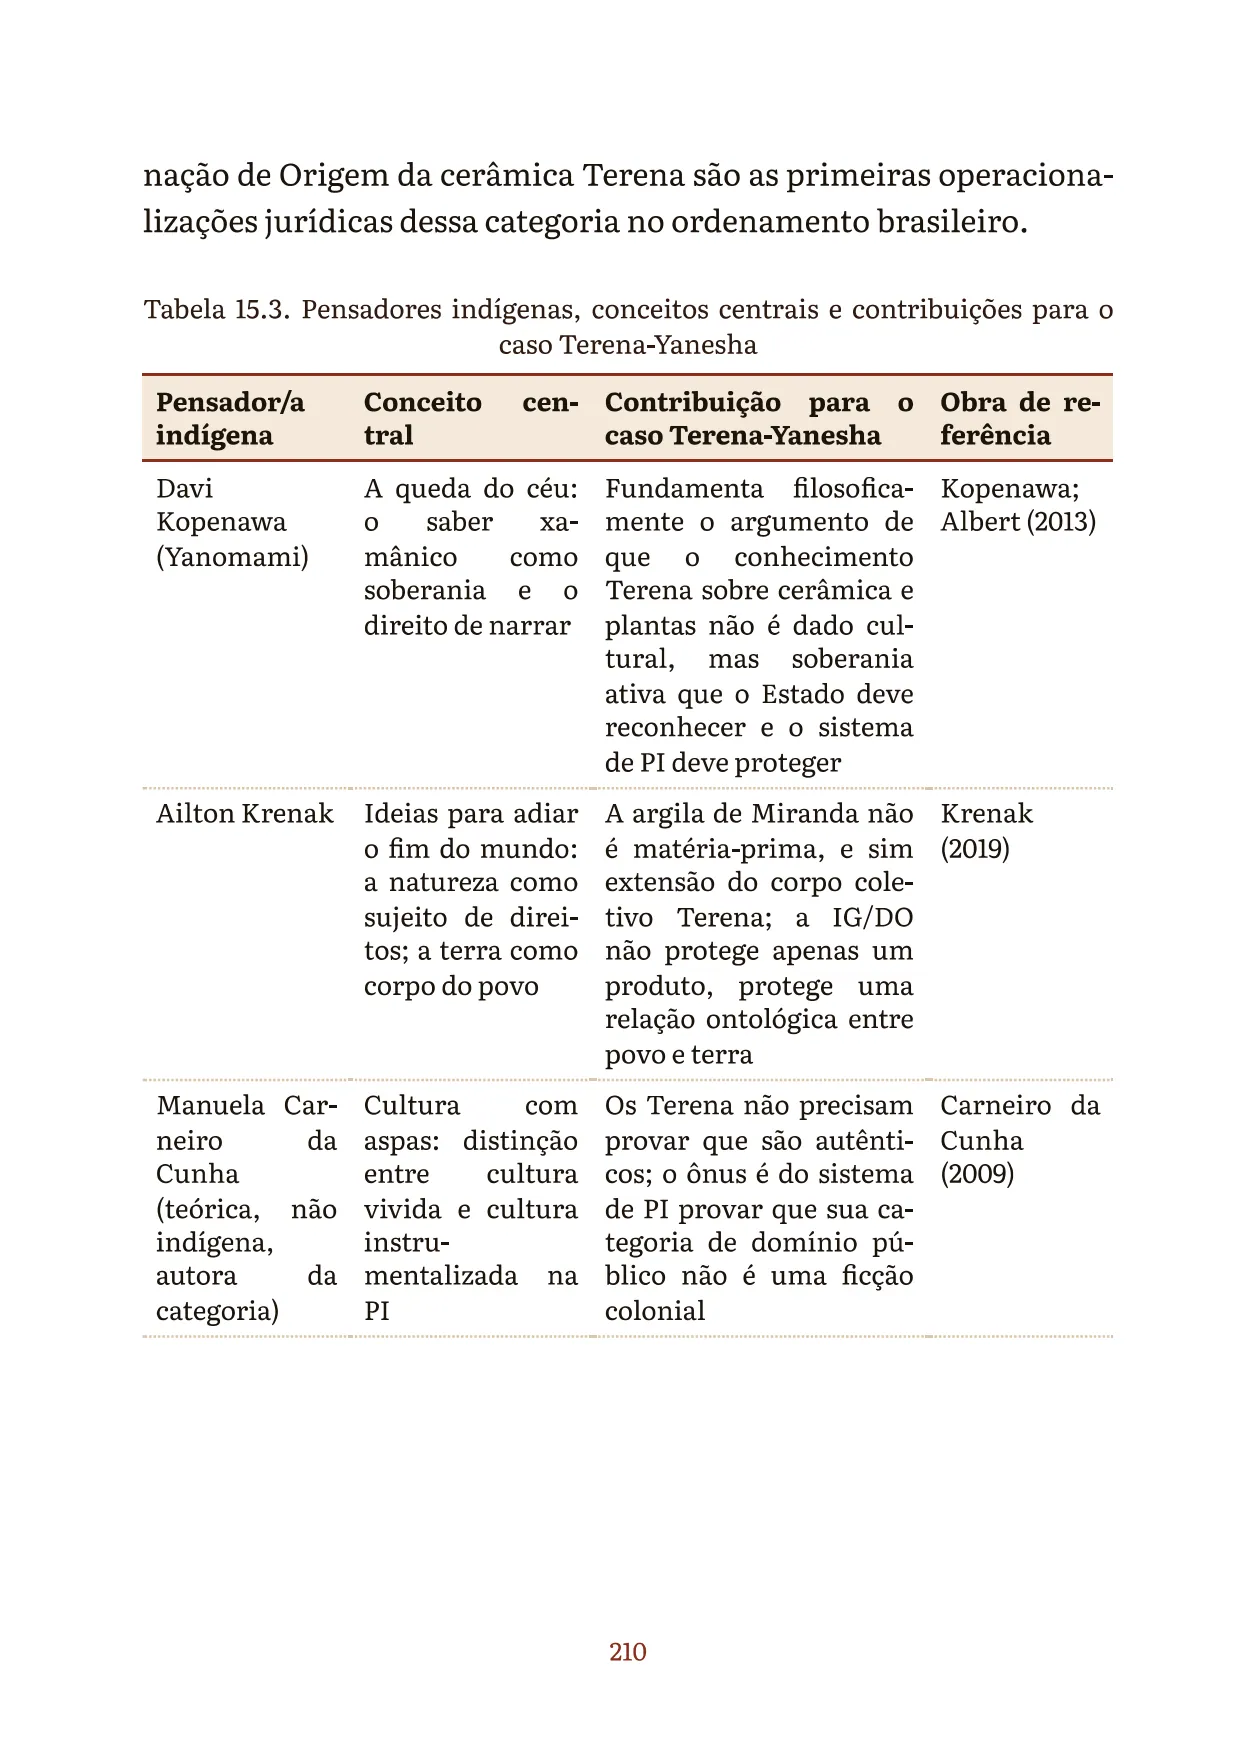 nação de Origem da cerâmica Terena são as primeiras operaciona-
lizações jurídicas dessa categoria no ordenamento brasileiro.
Tabela 15.3. Pensadores indígenas, conceitos centrais e contribuições para o
caso Terena-Yanesha
Pensador/a
indígena
Conceito cen-
tral
Contribuição para o
caso Terena-Yanesha
Obra de re-
ferência
Davi
Kopenawa
(Yanomami)
A queda do céu:
o saber xa-
mânico como
soberania e o
direito de narrar
Fundamenta filosofica-
mente o argumento de
que o conhecimento
Terena sobre cerâmica e
plantas não é dado cul-
tural, mas soberania
ativa que o Estado deve
reconhecer e o sistema
de PI deve proteger
Kopenawa;
Albert (2013)
Ailton Krenak
Ideias para adiar
o fim do mundo:
a natureza como
sujeito de direi-
tos; a terra como
corpo do povo
A argila de Miranda não
é matéria-prima, e sim
extensão do corpo cole-
tivo Terena; a IG/DO
não protege apenas um
produto, protege uma
relação ontológica entre
povo e terra
Krenak
(2019)
Manuela Car-
neiro da
Cunha
(teórica, não
indígena,
autora da
categoria)
Cultura com
aspas: distinção
entre cultura
vivida e cultura
instru-
mentalizada na
PI
Os Terena não precisam
provar que são autênti-
cos; o ônus é do sistema
de PI provar que sua ca-
tegoria de domínio pú-
blico não é uma ficção
colonial
Carneiro da
Cunha
(2009)
210